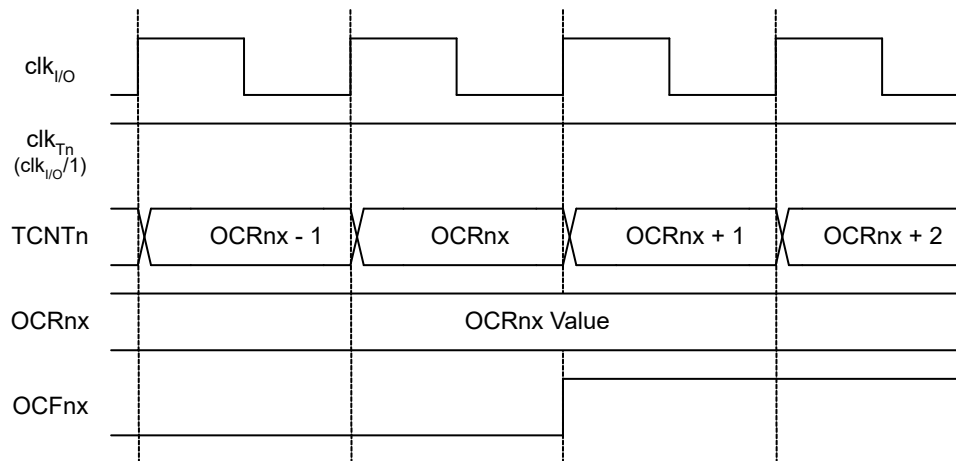 clkI/O
clkTn
(clkI/O/1)
TCNTn OCRnx - 1 OCRnx OCRnx + 1 OCRnx + 2
OCRnx OCRnx Value
OCFnx